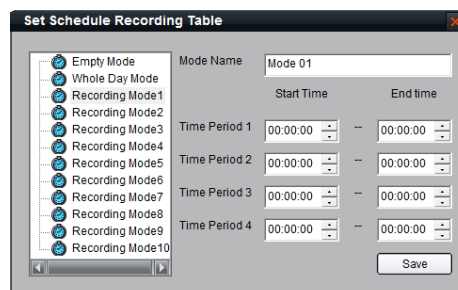 Set Schedule Recording Table
Empty Mode
Whole Day Mode
Recording Mode1
Recording Mode2
Recording Mode3
Recording Mode4
Recording Mode5
Recording Mode6
Recording Mode7
Recording Mode8
Recording Mode9
Recording Mode10
Mode Name Mode 01
Start Time End time
Time Period 1 00:00:00 -- 00:00:00
Time Period 2 00:00:00 -- 00:00:00
Time Period 3 00:00:00 -- 00:00:00
Time Period 4 00:00:00 -- 00:00:00
Save